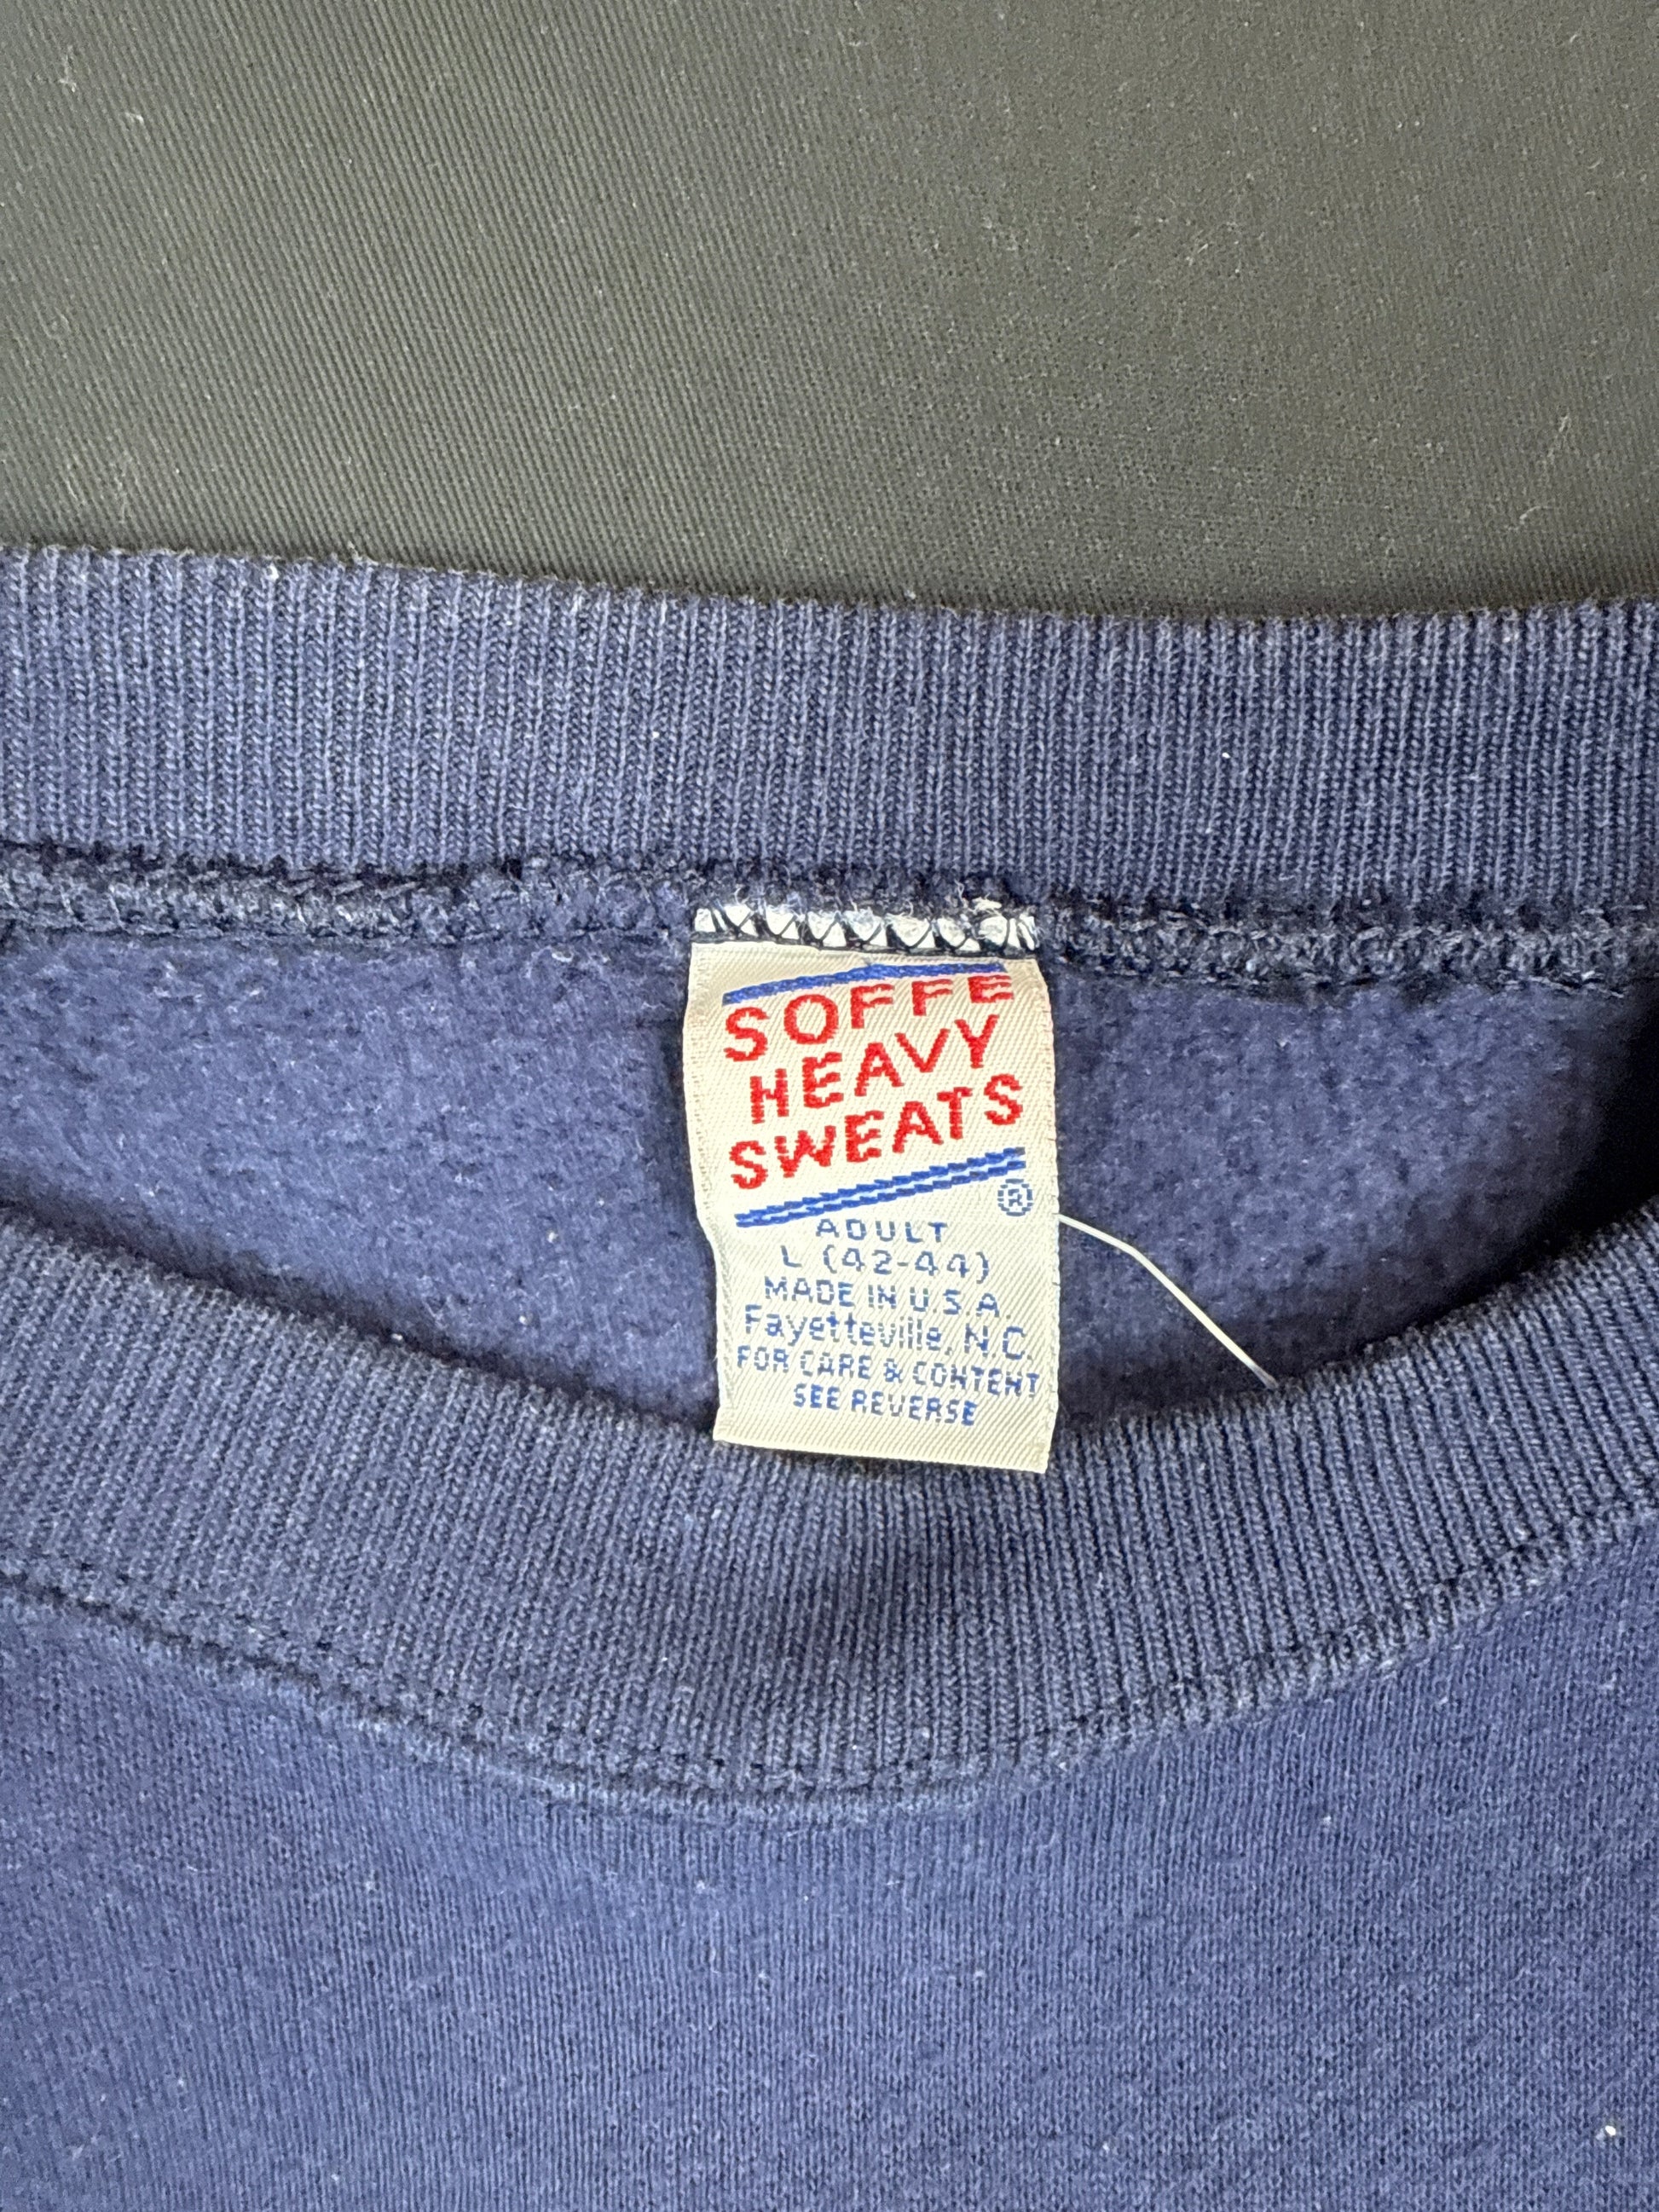 SOFFE
HEAVY
SWEATS
®
ADULT
L (42-44)
MADE IN U.S.A.
Fayetteville, N.C.
FOR CARE & CONTENT
SEE REVERSE